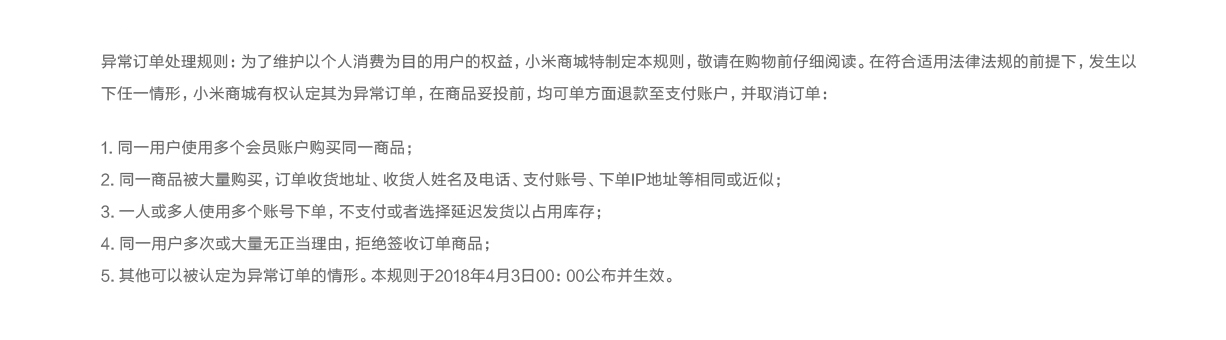 异常订单处理规则：为了维护以个人消费为目的用户的权益，小米商城特制定本规则，敬请在购物前仔细阅读。在符合适用法律法规的前提下，发生以
下任一情形，小米商城有权认定其为异常订单，在商品妥投前，均可单方面退款至支付账户，并取消订单：
1. 同一用户使用多个会员账户购买同一商品；
2. 同一商品被大量购买，订单收货地址、收货人姓名及电话、支付账号、下单IP地址等相同或近似；
3. 一人或多人使用多个账号下单，不支付或者选择延迟发货以占用库存；
4. 同一用户多次或大量无正当理由，拒绝签收订单商品；
5. 其他可以被认定为异常订单的情形。本规则于2018年4月3日00：00公布并生效。